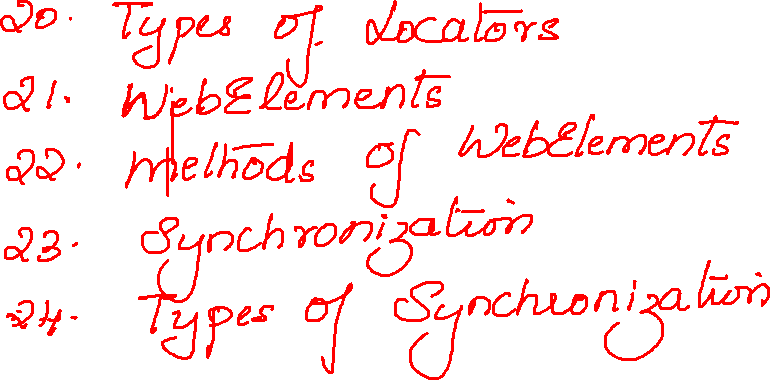 20. Types of Locators
21. WebElements
22. Methods of WebElements
23. Synchronization
24. Types of Synchronization